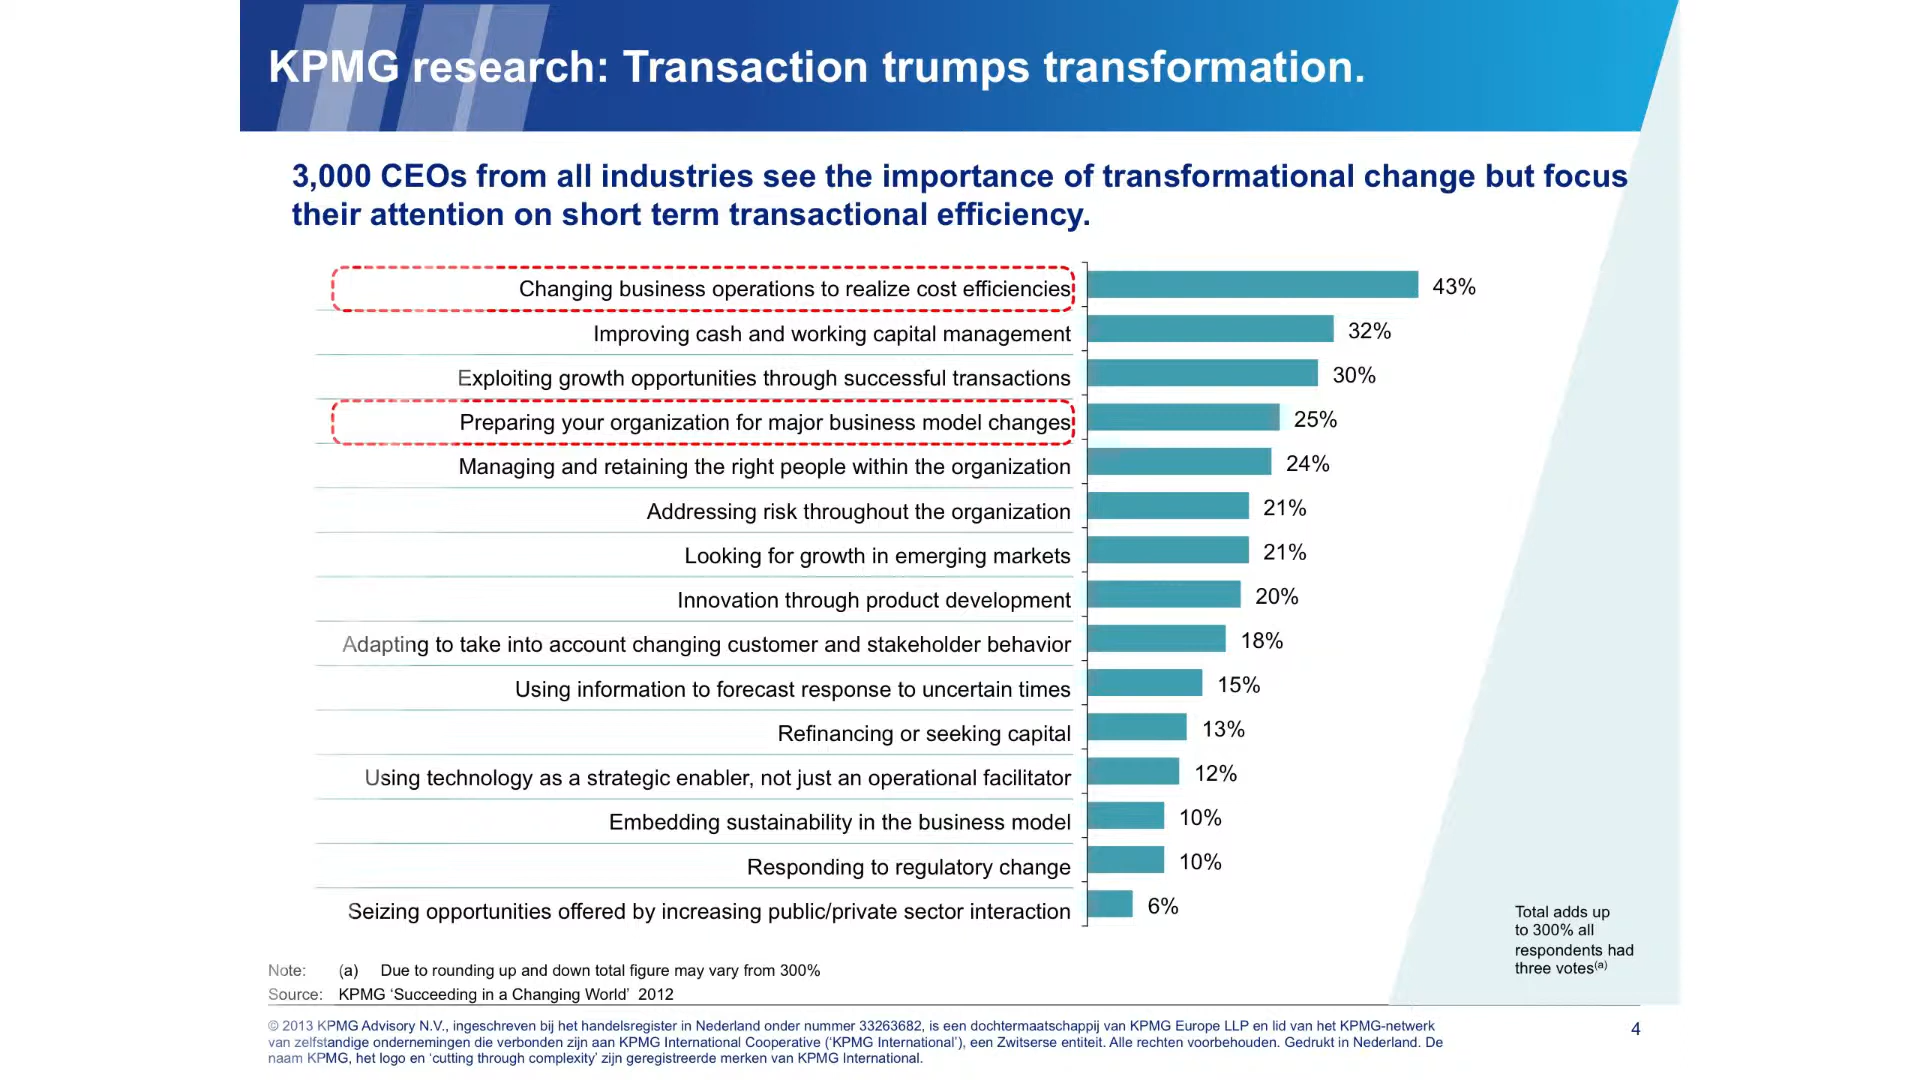 KPMG research: Transaction trumps transformation.
3,000 CEOs from all industries see the importance of transformational change but focus
their attention on short term transactional efficiency.
Changing business operations to realize cost efficiencies 43%
Improving cash and working capital management 32%
Exploiting growth opportunities through successful transactions 30%
Preparing your organization for major business model changes 25%
Managing and retaining the right people within the organization 24%
Addressing risk throughout the organization 21%
Looking for growth in emerging markets 21%
Innovation through product development 20%
Adapting to take into account changing customer and stakeholder behavior 18%
Using information to forecast response to uncertain times 15%
Refinancing or seeking capital 13%
Using technology as a strategic enabler, not just an operational facilitator 12%
Embedding sustainability in the business model 10%
Responding to regulatory change 10%
Seizing opportunities offered by increasing public/private sector interaction 6%
Total adds up
to 300% all
respondents had
three votes(a)
Note: (a) Due to rounding up and down total figure may vary from 300%
Source: KPMG ‘Succeeding in a Changing World’ 2012
© 2013 KPMG Advisory N.V., ingeschreven bij het handelsregister in Nederland onder nummer 33263682, is een dochtermaatschappij van KPMG Europe LLP en lid van het KPMG-netwerk
van zelfstandige ondernemingen die verbonden zijn aan KPMG International Cooperative (‘KPMG International’), een Zwitserse entiteit. Alle rechten voorbehouden. Gedrukt in Nederland. De
naam KPMG, het logo en ‘cutting through complexity’ zijn geregistreerde merken van KPMG International.
4